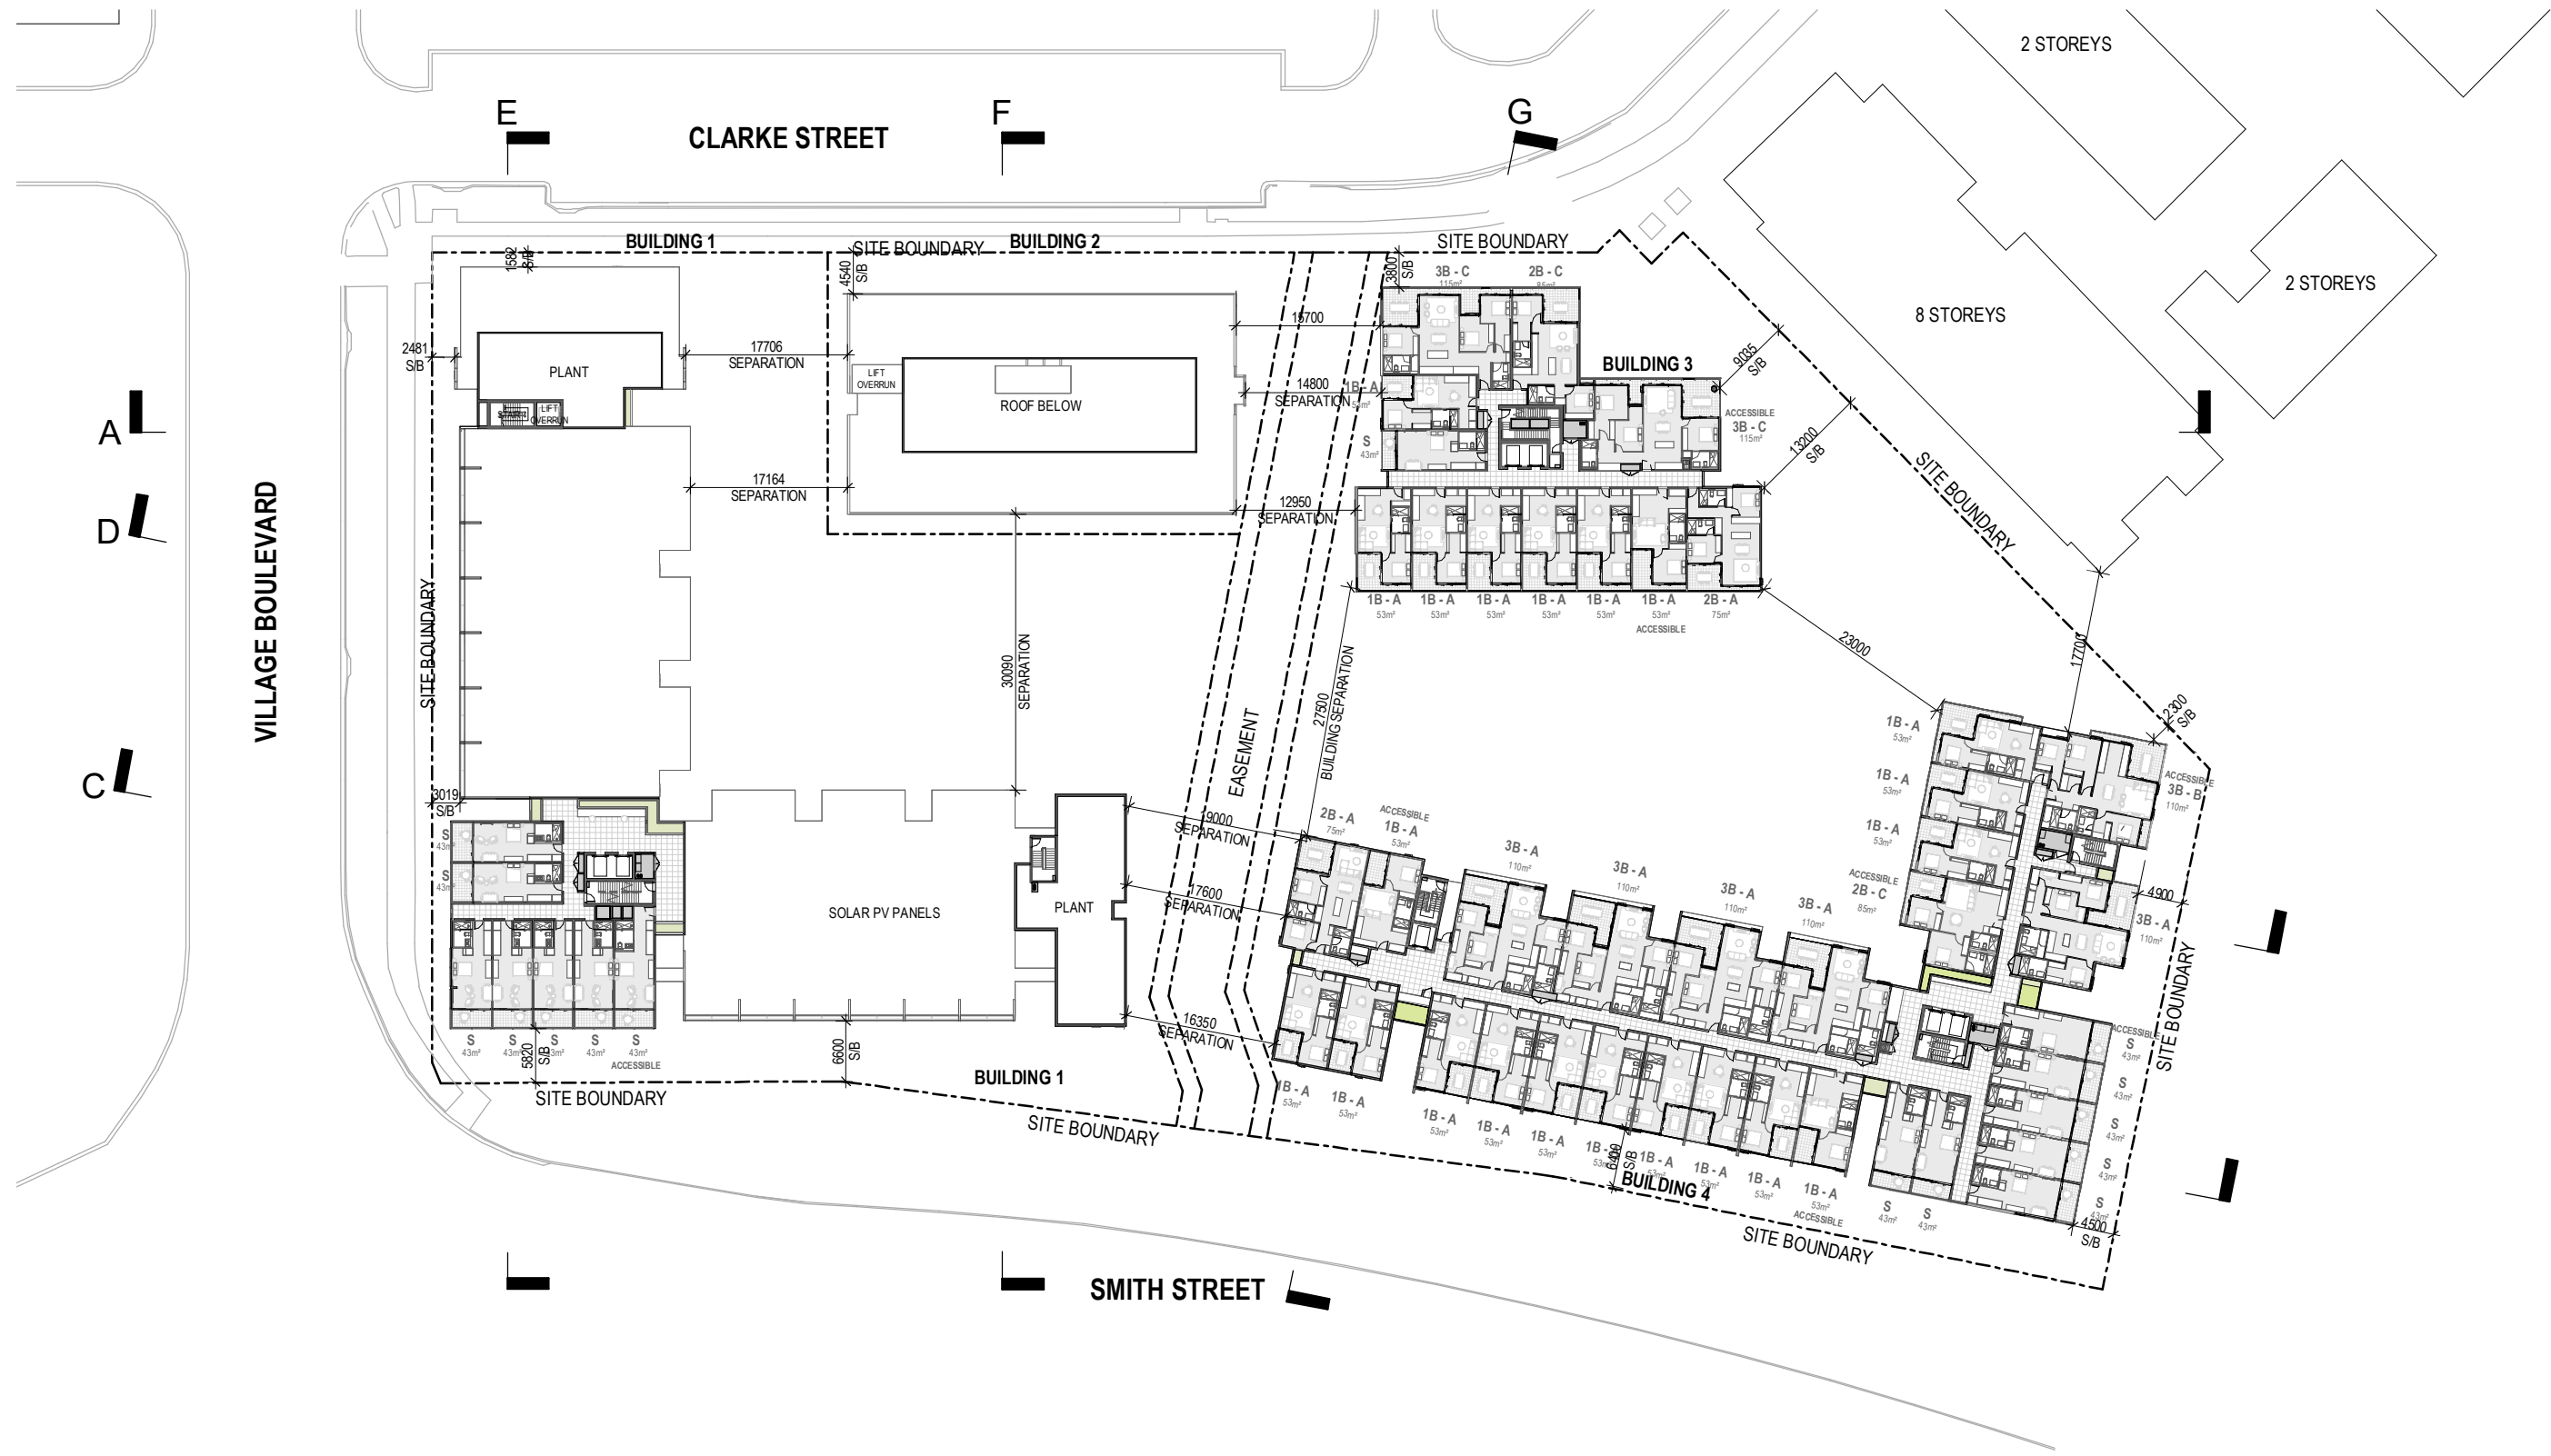 2 STOREYS
E
F
G
CLARKE STREET
BUILDING 1
SITE BOUNDARY
BUILDING 2
SITE BOUNDARY
2 STOREYS
8 STOREYS
1582
S/B
4540
S/B
3800
S/B
3B - C
115m²
2B - C
85m²
2481
S/B
PLANT
17706
SEPARATION
LIFT
OVERRUN
ROOF BELOW
15700
14800
SEPARATION
1B - A
BUILDING 3
9035
S/B
LIFT
OVERRUN
A
S
43m²
ACCESSIBLE
3B - C
115m²
13200
S/B
SITE BOUNDARY
D
17164
SEPARATION
12950
SEPARATION
VILLAGE BOULEVARD
SITE BOUNDARY
1B - A
53m²
1B - A
53m²
1B - A
53m²
1B - A
53m²
1B - A
53m²
1B - A
53m²
ACCESSIBLE
2B - A
75m²
30090
SEPARATION
27500
BUILDING SEPARATION
23000
17700
2300
S/B
EASEMENT
C
1B - A
53m²
1B - A
53m²
1B - A
53m²
ACCESSIBLE
2B - C
85m²
ACCESSIBLE
3B - B
110m²
3019
S/B
S
43m²
S
43m²
19000
SEPARATION
2B - A
75m²
ACCESSIBLE
1B - A
53m²
3B - A
110m²
3B - A
110m²
3B - A
110m²
3B - A
110m²
4900
3B - A
110m²
SOLAR PV PANELS
PLANT
17600
SEPARATION
16350
SEPARATION
SITE BOUNDARY
S
43m²
S
43m²
S
43m²
S
43m²
S
43m²
ACCESSIBLE
5820
S/B
6600
S/B
BUILDING 1
SITE BOUNDARY
SITE BOUNDARY
1B - A
53m²
1B - A
53m²
1B - A
53m²
1B - A
53m²
1B - A
53m²
1B - A
53m²
1B - A
53m²
1B - A
53m²
1B - A
53m²
1B - A
53m²
ACCESSIBLE
6400
S/B
BUILDING 4
S
43m²
S
43m²
ACCESSIBLE
S
43m²
S
43m²
S
43m²
S
43m²
S
43m²
4500
S/B
SITE BOUNDARY
SMITH STREET